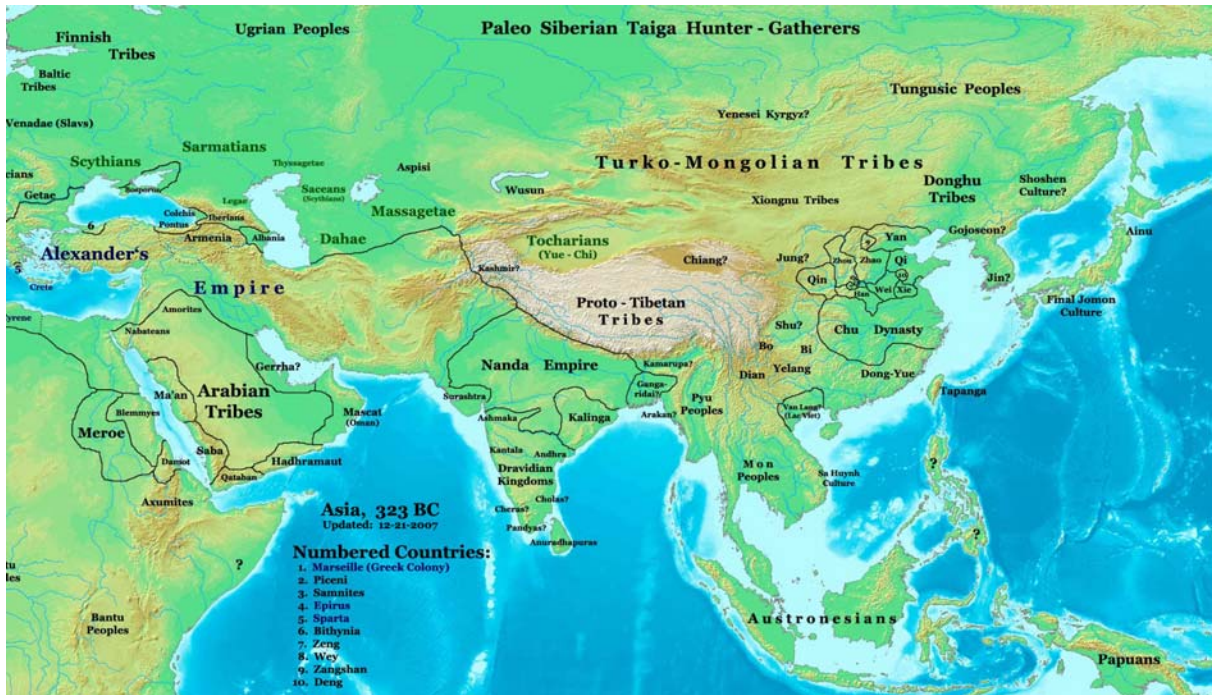 Finnish
Tribes
Ugrian Peoples
Paleo Siberian Taiga Hunter - Gatherers
Baltic
Tribes
Tungusic Peoples
Yenesei Kyrgyz?
Venadae (Slavs)
Scythians
Sarmatians
Thyssagetae
Aspisi
Turko-Mongolian Tribes
cians
Getae
Bosporus
Legae
Saceans
(Scythians)
Wusun
Donghu
Tribes
Shoshen
Culture?
Xiongnu Tribes
6
Colchis
Pontus
Iberians
Massagetae
Armenia
Albania
Dahae
Tocharians
(Yue - Chi)
Yan
Gojoseon?
Ainu
Alexander's
Empire
5
Crete
Kashmir?
Chiang?
Jung?
Zhou
Zhao
Qi
Qin
Han
Wei
Xie
10
Jin?
Final Jomon
Culture
Proto - Tibetan
Tribes
Amorites
Nabateans
Shu?
Chu Dynasty
Gerrha?
Nanda Empire
Bo
Bi
Kamarupa?
Dian
Yelang
Dong-Yue
Ma'an
Arabian
Tribes
Surashtra
Ganga-
ridai?
Pyu
Peoples
Tapanga
Blemmyes
Mascat
(Oman)
Ashmaka
Kalinga
Arakan?
Van Lang?
(Lac Viet)
Meroe
Saba
Kantala
Andhra
Damot
Hadhramaut
Qataban
Dravidian
Kingdoms
Mon
Peoples
Sa Huynh
Culture
?
Axumites
Cholas?
Cheras?
Pandyas?
Anuradhapuras
?
Asia, 323 BC
Updated: 12-21-2007
Numbered Countries:
1. Marseille (Greek Colony)
2. Piceni
3. Samnites
4. Epirus
5. Sparta
6. Bithynia
7. Zeng
8. Wey
9. Zangshan
10. Deng
?
Bantu
Peoples
Austronesians
Papuans